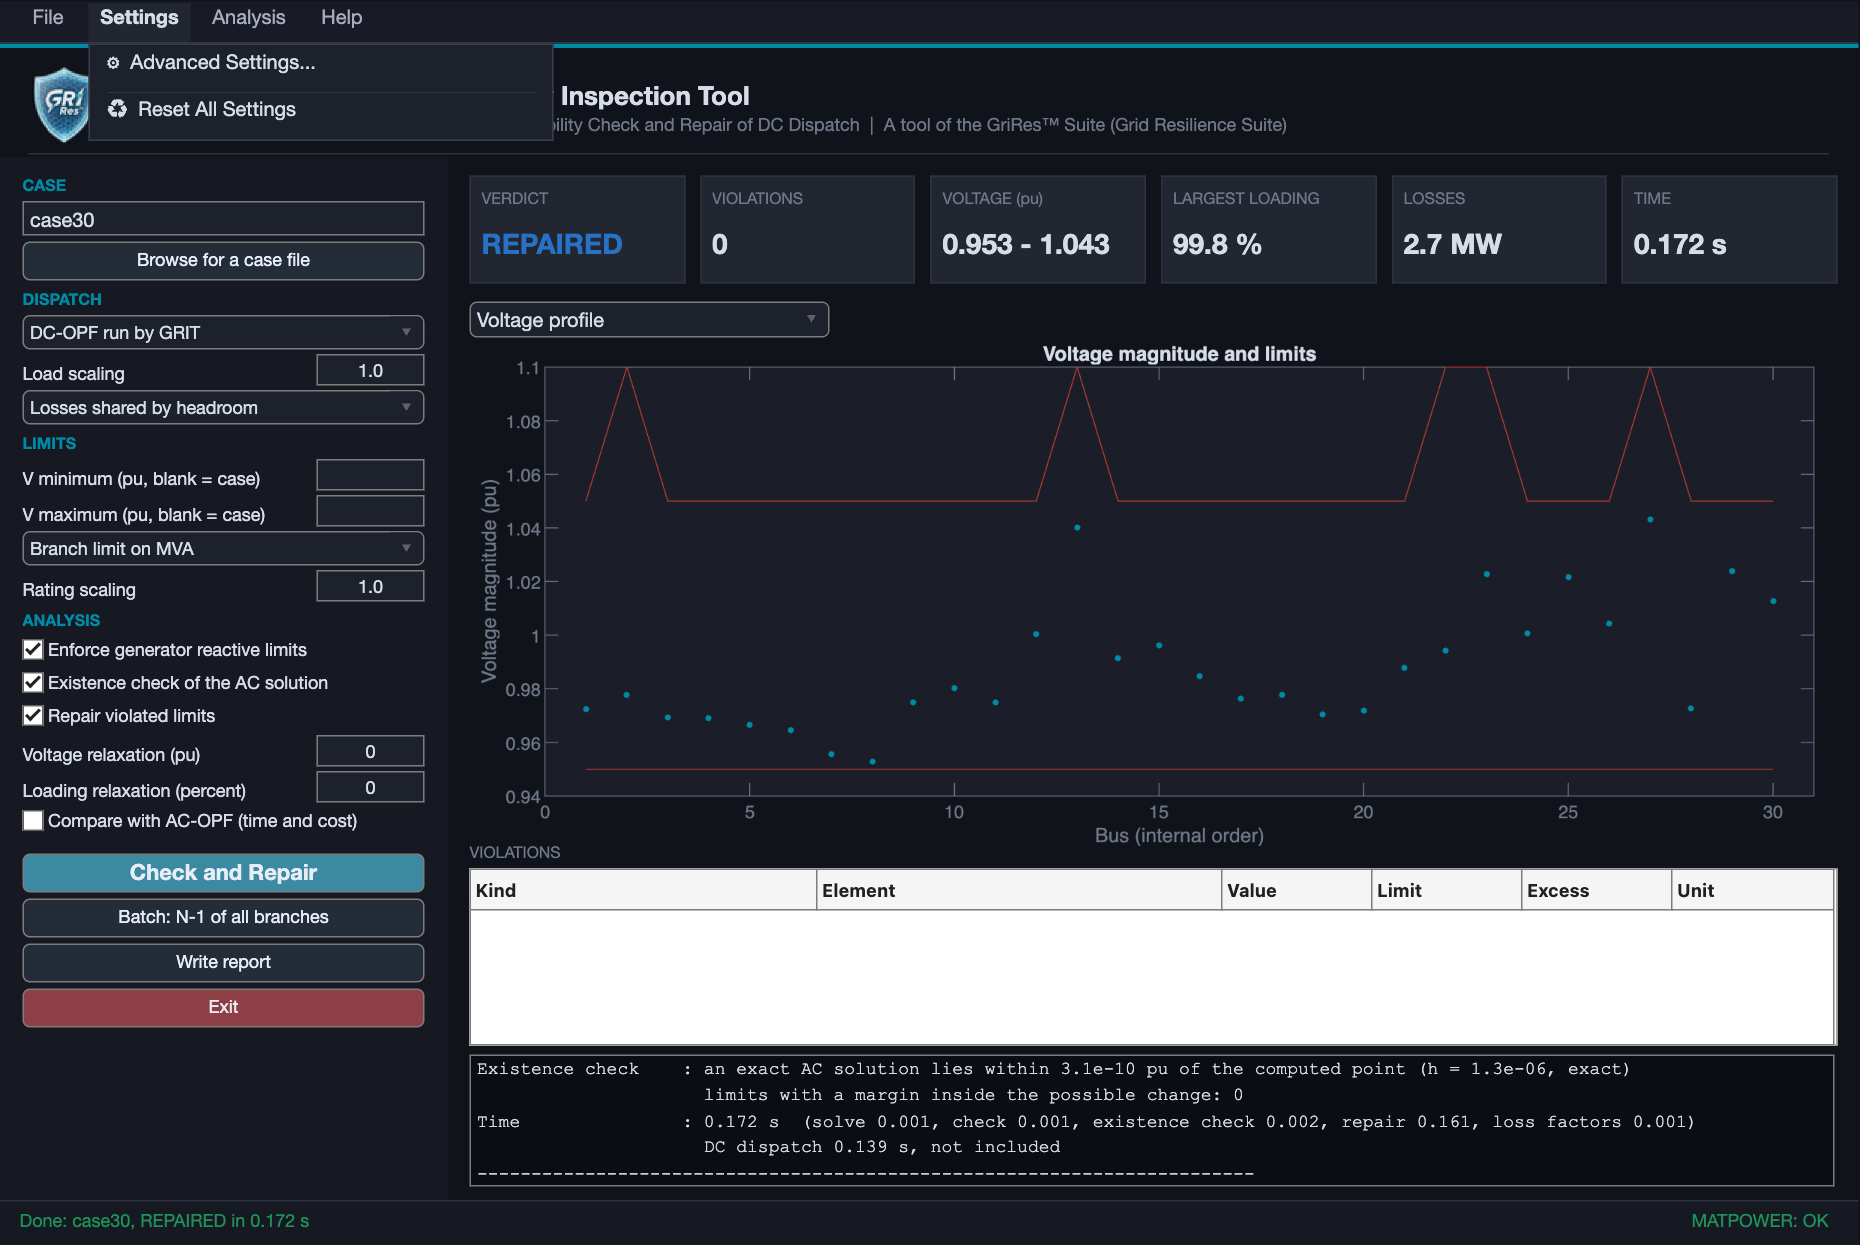 File Settings Analysis Help
Advanced Settings...
Reset All Settings
GRi
Res
Inspection Tool
ility Check and Repair of DC Dispatch | A tool of the GriRes™ Suite (Grid Resilience Suite)
CASE
case30
Browse for a case file
DISPATCH
DC-OPF run by GRIT
Load scaling 1.0
Losses shared by headroom
LIMITS
V minimum (pu, blank = case)
V maximum (pu, blank = case)
Branch limit on MVA
Rating scaling 1.0
ANALYSIS
Enforce generator reactive limits
Existence check of the AC solution
Repair violated limits
Voltage relaxation (pu) 0
Loading relaxation (percent) 0
Compare with AC-OPF (time and cost)
Check and Repair
Batch: N-1 of all branches
Write report
Exit
VERDICT
REPAIRED
VIOLATIONS
0
VOLTAGE (pu)
0.953 - 1.043
LARGEST LOADING
99.8 %
LOSSES
2.7 MW
TIME
0.172 s
Voltage profile
Voltage magnitude and limits
Voltage magnitude (pu)
1.1
1.08
1.06
1.04
1.02
1
0.98
0.96
0.94
0 5 10 15 20 25 30
Bus (internal order)
VIOLATIONS
Kind Element Value Limit Excess Unit
Existence check : an exact AC solution lies within 3.1e-10 pu of the computed point (h = 1.3e-06, exact)
limits with a margin inside the possible change: 0
Time : 0.172 s (solve 0.001, check 0.001, existence check 0.002, repair 0.161, loss factors 0.001)
DC dispatch 0.139 s, not included
------------------------------------------------------------------------
Done: case30, REPAIRED in 0.172 s
MATPOWER: OK